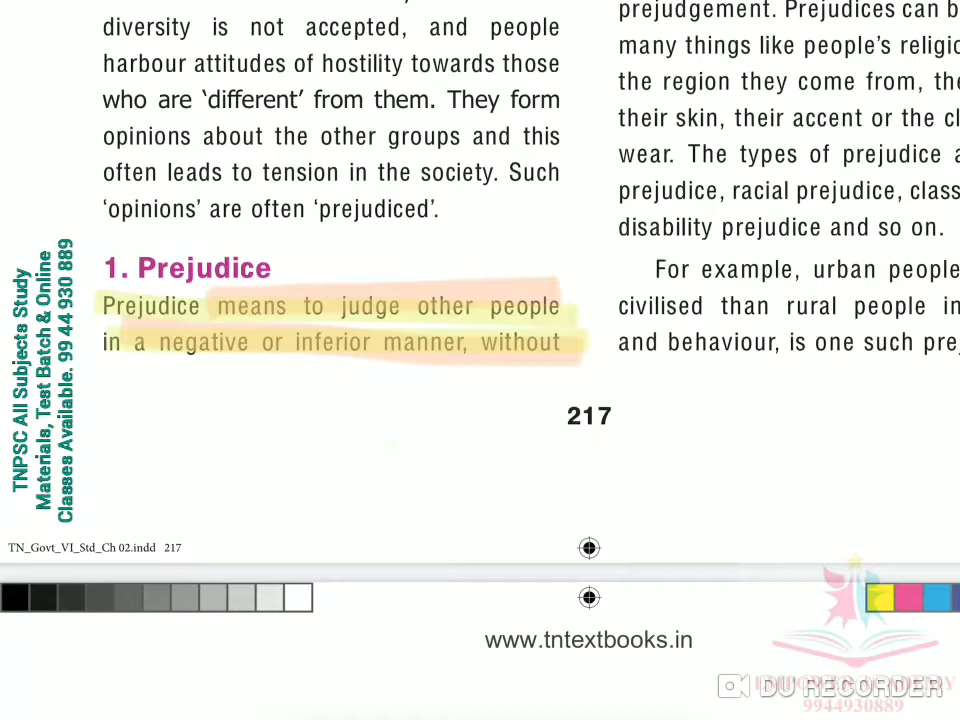 diversity is not accepted, and people
harbour attitudes of hostility towards those
who are ‘different’ from them. They form
opinions about the other groups and this
often leads to tension in the society. Such
‘opinions’ are often ‘prejudiced’.
1. Prejudice
Prejudice means to judge other people
in a negative or inferior manner, without
prejudgement. Prejudices can b
many things like people’s religio
the region they come from, the
their skin, their accent or the cl
wear. The types of prejudice a
prejudice, racial prejudice, class
disability prejudice and so on.
For example, urban people
civilised than rural people in
and behaviour, is one such prej
217
TNPSC All Subjects Study
Materials, Test Batch & Online
Classes Available. 99 44 930 889
TN_Govt_VI_Std_Ch 02.indd 217
www.tntextbooks.in
DU RECORDER
9944930889